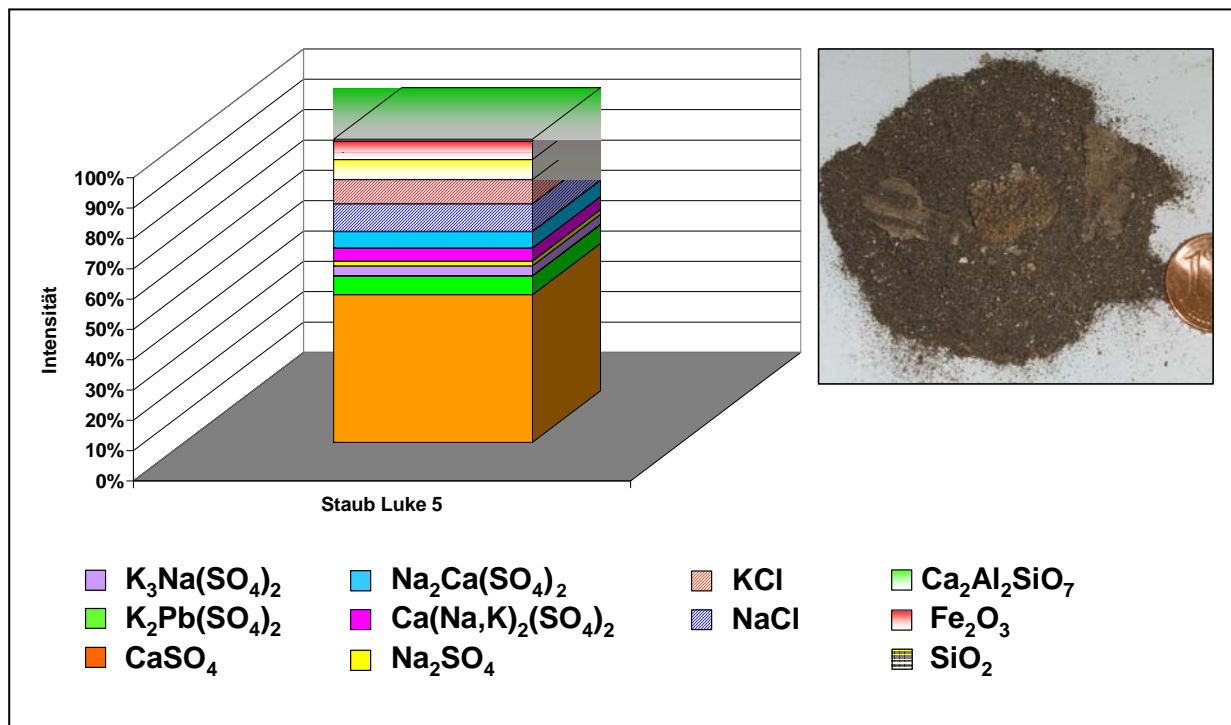 100%
90%
80%
70%
60%
50%
40%
30%
20%
10%
0%
Intensität
Staub Luke 5
K₃Na(SO₄)₂ Na₂Ca(SO₄)₂ KCl Ca₂Al₂SiO₇
K₂Pb(SO₄)₂ Ca(Na,K)₂(SO₄)₂ NaCl Fe₂O₃
CaSO₄ Na₂SO₄ SiO₂